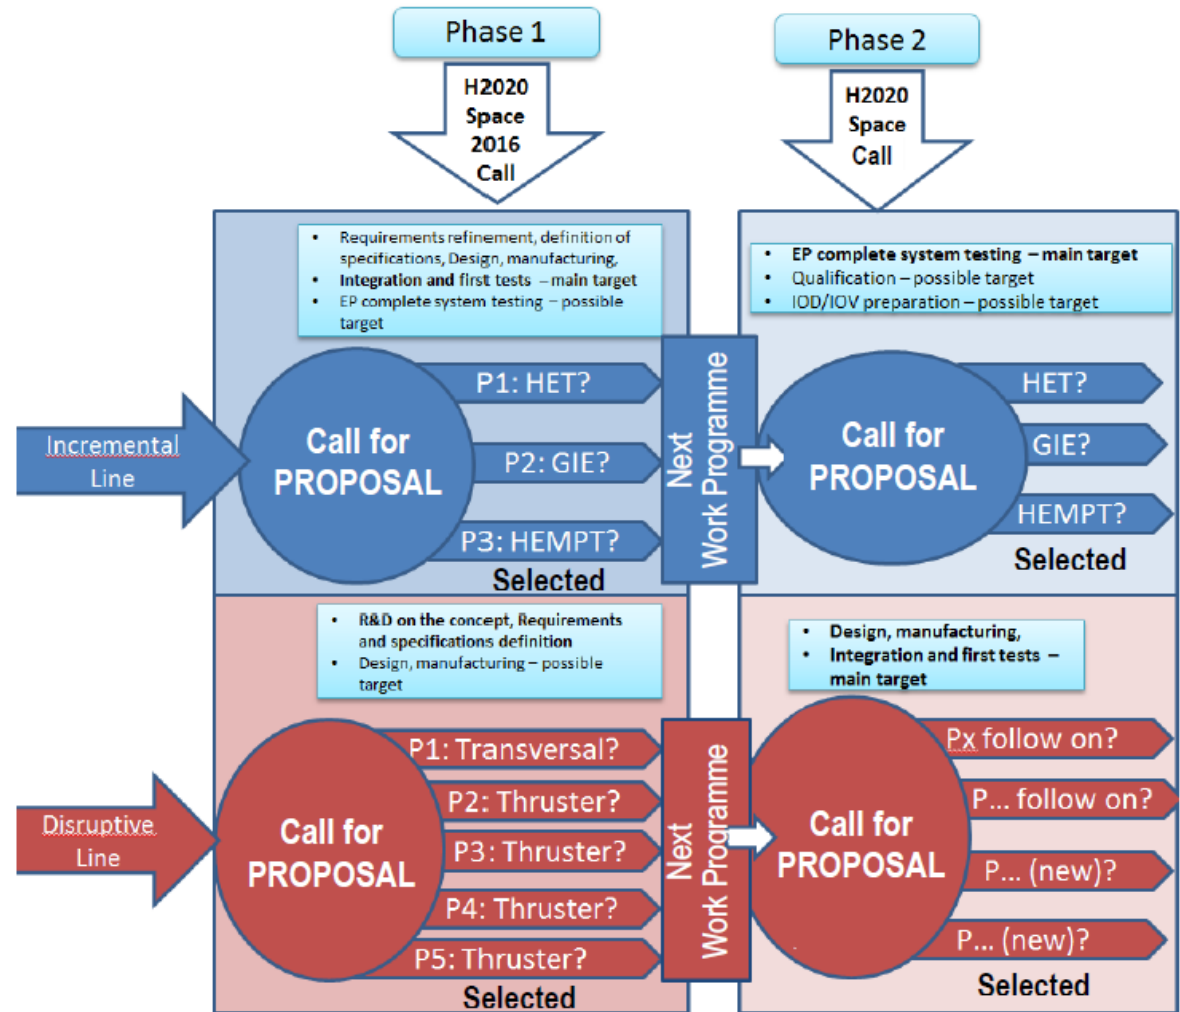 Phase 1
Phase 2
H2020
Space
2016
Call
H2020
Space
Call
• Requirements refinement, definition of
specifications, Design, manufacturing,
• Integration and first tests – main target
• EP complete system testing – possible
target
• EP complete system testing – main target
• Qualification – possible target
• IOD/IOV preparation – possible target
Incremental
Line
Call for
PROPOSAL
P1: HET?
P2: GIE?
P3: HEMPT?
Selected
Next
Work Programme
Call for
PROPOSAL
HET?
GIE?
HEMPT?
Selected
• R&D on the concept, Requirements
and specifications definition
• Design, manufacturing – possible
target
• Design, manufacturing,
• Integration and first tests –
main target
Disruptive
Line
Call for
PROPOSAL
P1: Transversal?
P2: Thruster?
P3: Thruster?
P4: Thruster?
P5: Thruster?
Selected
Next
Work Programme
Call for
PROPOSAL
Px follow on?
P... follow on?
P... (new)?
P... (new)?
Selected